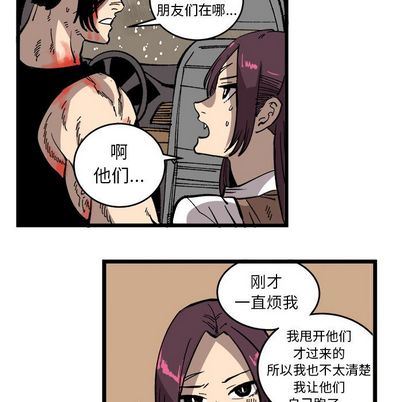 朋友们在哪...
啊
他们...
刚才
一直烦我
我甩开他们
才过来的
所以我也不太清楚
我让他们